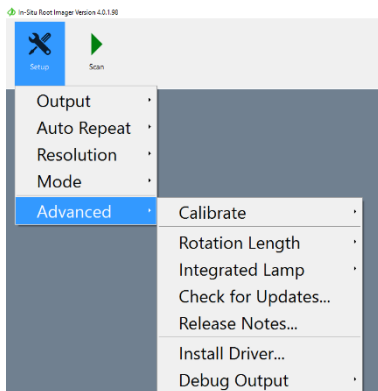 In-Situ Root Imager Version 4.0.1.98
Setup
Scan
Output
Auto Repeat
Resolution
Mode
Advanced
Calibrate
Rotation Length
Integrated Lamp
Check for Updates...
Release Notes...
Install Driver...
Debug Output